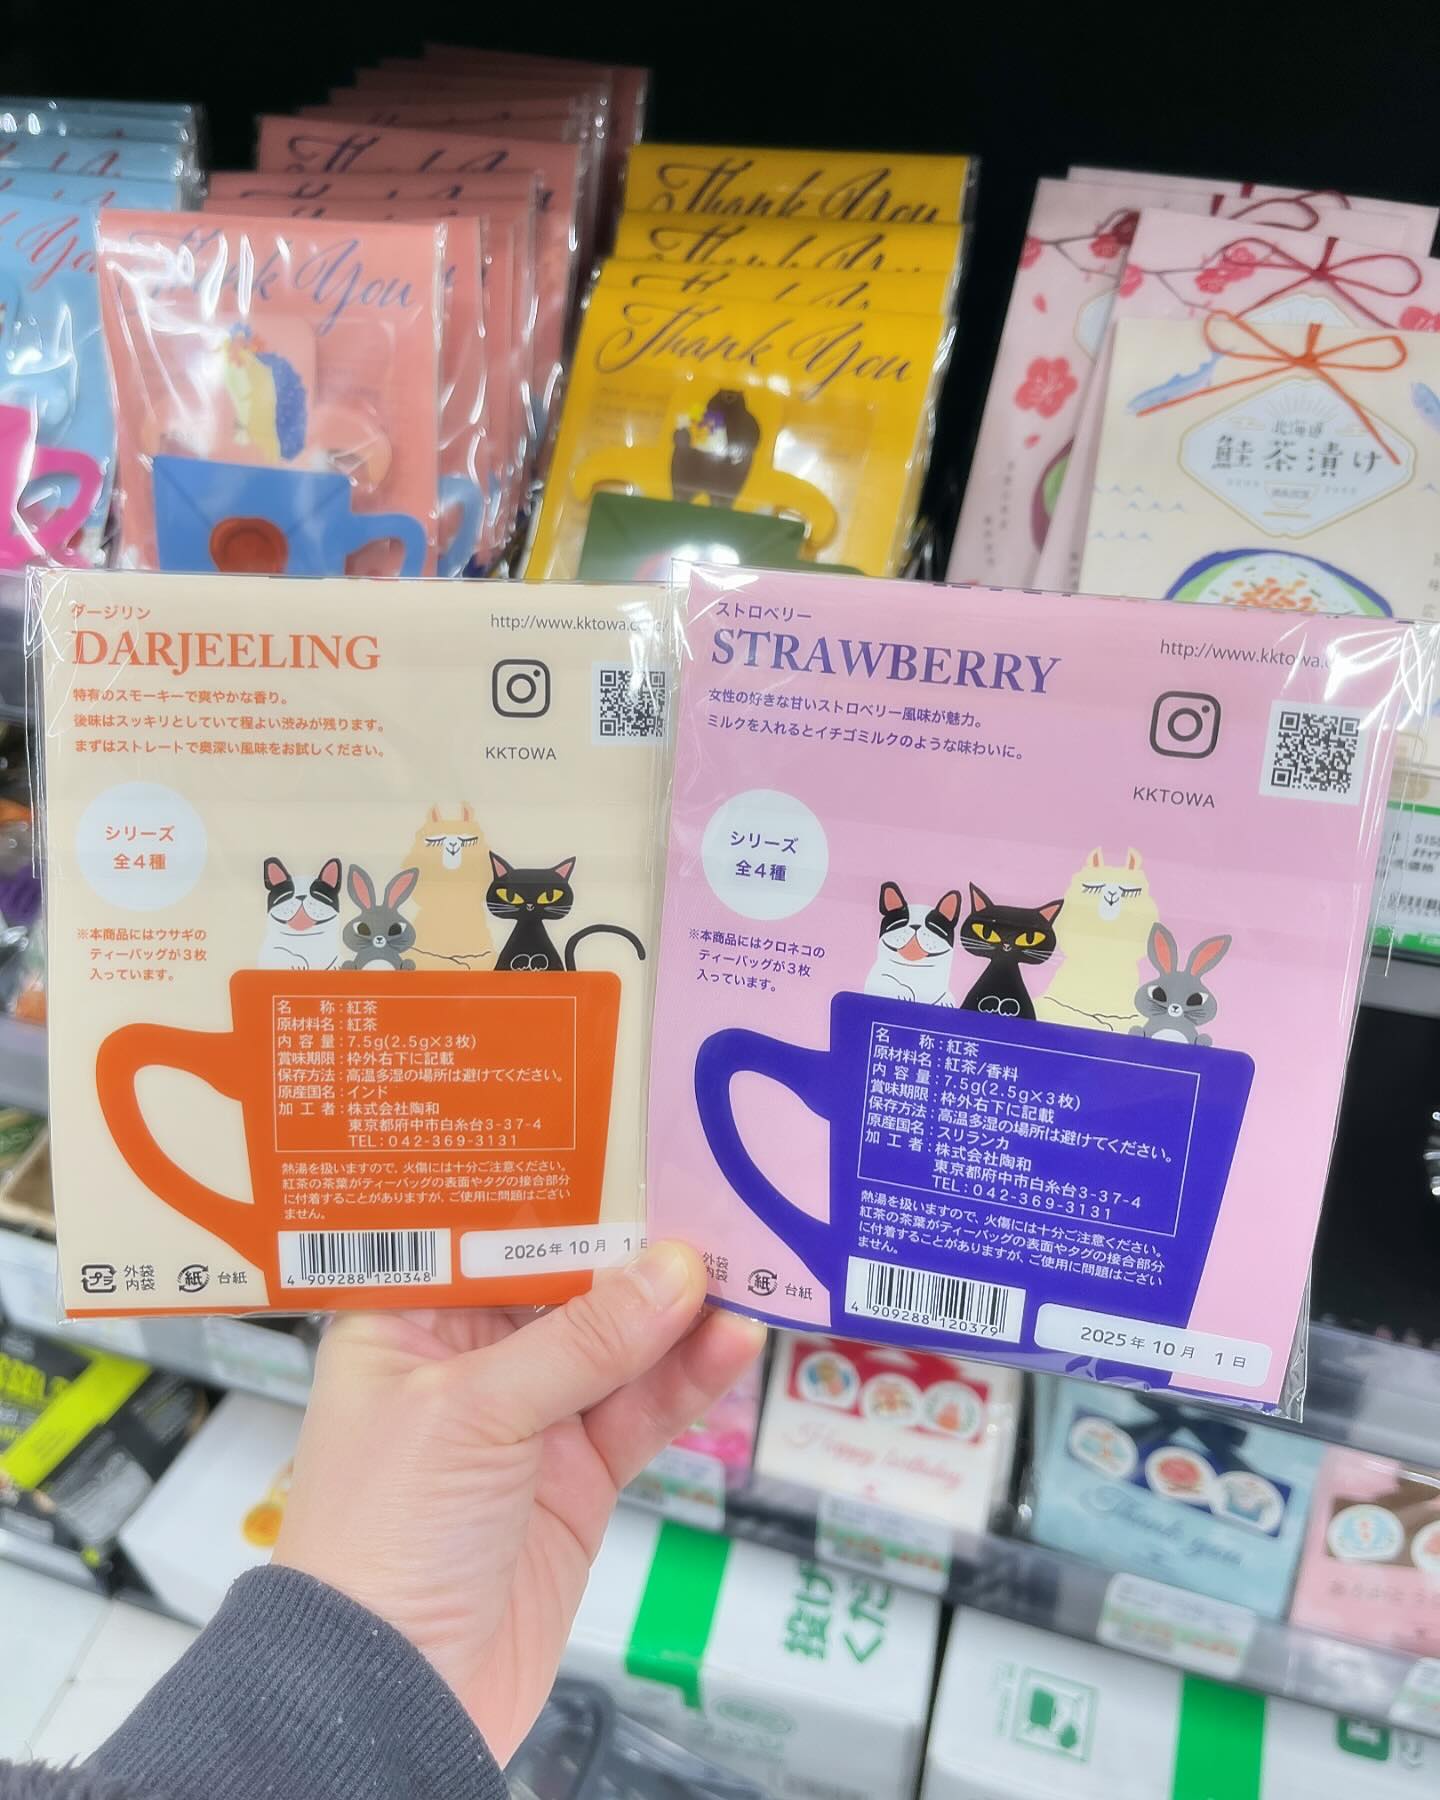 Thank You
Thank You
Thank You
Thank You
北海道
鮭茶漬け
ダージリン
DARJEELING
特有のスモーキーで爽やかな香り。
後味はスッキリとしていて程よい渋みが残ります。
まずはストレートで奥深い風味をお試しください。
http://www.kktowa.co.jp/
KKTOWA
シリーズ
全4種
※本商品にはウサギの
ティーバッグが3枚
入っています。
名 称:紅茶
原材料名:紅茶
内 容 量:7.5g(2.5g×3枚)
賞味期限:枠外右下に記載
保存方法:高温多湿の場所は避けてください。
原産国名:インド
加 工 者:株式会社陶和
東京都府中市白糸台3-37-4
TEL:042-369-3131
熱湯を扱いますので、火傷には十分ご注意ください。
紅茶の茶葉がティーバッグの表面やタグの接合部分
に付着することがありますが、ご使用に問題はござい
ません。
プラ 外袋
内袋
紙 台紙
4 909288 120348
2026年 10月 1日
ストロベリー
STRAWBERRY
女性の好きな甘いストロベリー風味が魅力。
ミルクを入れるとイチゴミルクのような味わいに。
http://www.kktowa.c
KKTOWA
シリーズ
全4種
※本商品にはクロネコの
ティーバッグが3枚
入っています。
名 称:紅茶
原材料名:紅茶/香料
内 容 量:7.5g(2.5g×3枚)
賞味期限:枠外右下に記載
保存方法:高温多湿の場所は避けてください。
原産国名:スリランカ
加 工 者:株式会社陶和
東京都府中市白糸台3-37-4
TEL:042-369-3131
熱湯を扱いますので、火傷には十分ご注意ください。
紅茶の茶葉がティーバッグの表面やタグの接合部分
に付着することがありますが、ご使用に問題はござい
ません。
外袋
内袋
紙 台紙
4 909288 120379
2025年 10月 1日
Happy birthday
Thank you